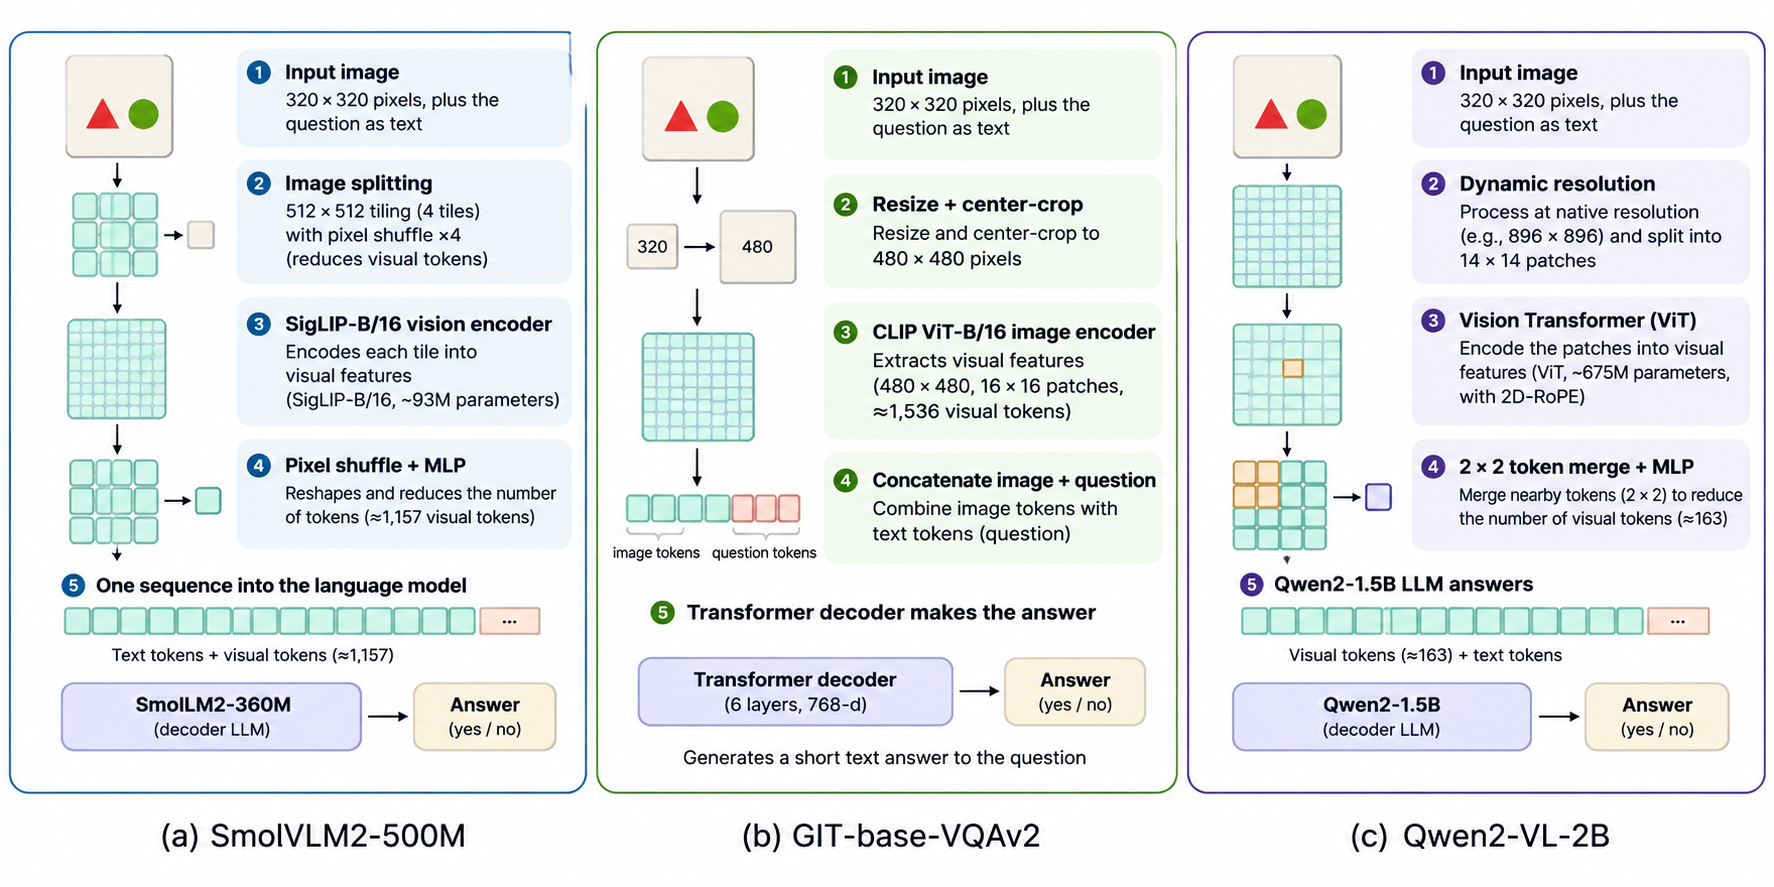 1 Input image
320 × 320 pixels, plus the
question as text
2 Image splitting
512 × 512 tiling (4 tiles)
with pixel shuffle ×4
(reduces visual tokens)
3 SigLIP-B/16 vision encoder
Encodes each tile into
visual features
(SigLIP-B/16, ~93M parameters)
4 Pixel shuffle + MLP
Reshapes and reduces the number
of tokens (≈1,157 visual tokens)
5 One sequence into the language model
...
Text tokens + visual tokens (≈1,157)
SmolLM2-360M
(decoder LLM)
Answer
(yes / no)
(a) SmolVLM2-500M
1 Input image
320 × 320 pixels, plus the
question as text
2 Resize + center-crop
Resize and center-crop to
480 × 480 pixels
320
480
3 CLIP ViT-B/16 image encoder
Extracts visual features
(480 × 480, 16 × 16 patches,
≈1,536 visual tokens)
4 Concatenate image + question
Combine image tokens with
text tokens (question)
image tokens
question tokens
5 Transformer decoder makes the answer
Transformer decoder
(6 layers, 768-d)
Answer
(yes / no)
Generates a short text answer to the question
(b) GIT-base-VQAv2
1 Input image
320 × 320 pixels, plus the
question as text
2 Dynamic resolution
Process at native resolution
(e.g., 896 × 896) and split into
14 × 14 patches
3 Vision Transformer (ViT)
Encode the patches into visual
features (ViT, ~675M parameters,
with 2D-RoPE)
4 2 × 2 token merge + MLP
Merge nearby tokens (2 × 2) to reduce
the number of visual tokens (≈163)
5 Qwen2-1.5B LLM answers
...
Visual tokens (≈163) + text tokens
Qwen2-1.5B
(decoder LLM)
Answer
(yes / no)
(c) Qwen2-VL-2B